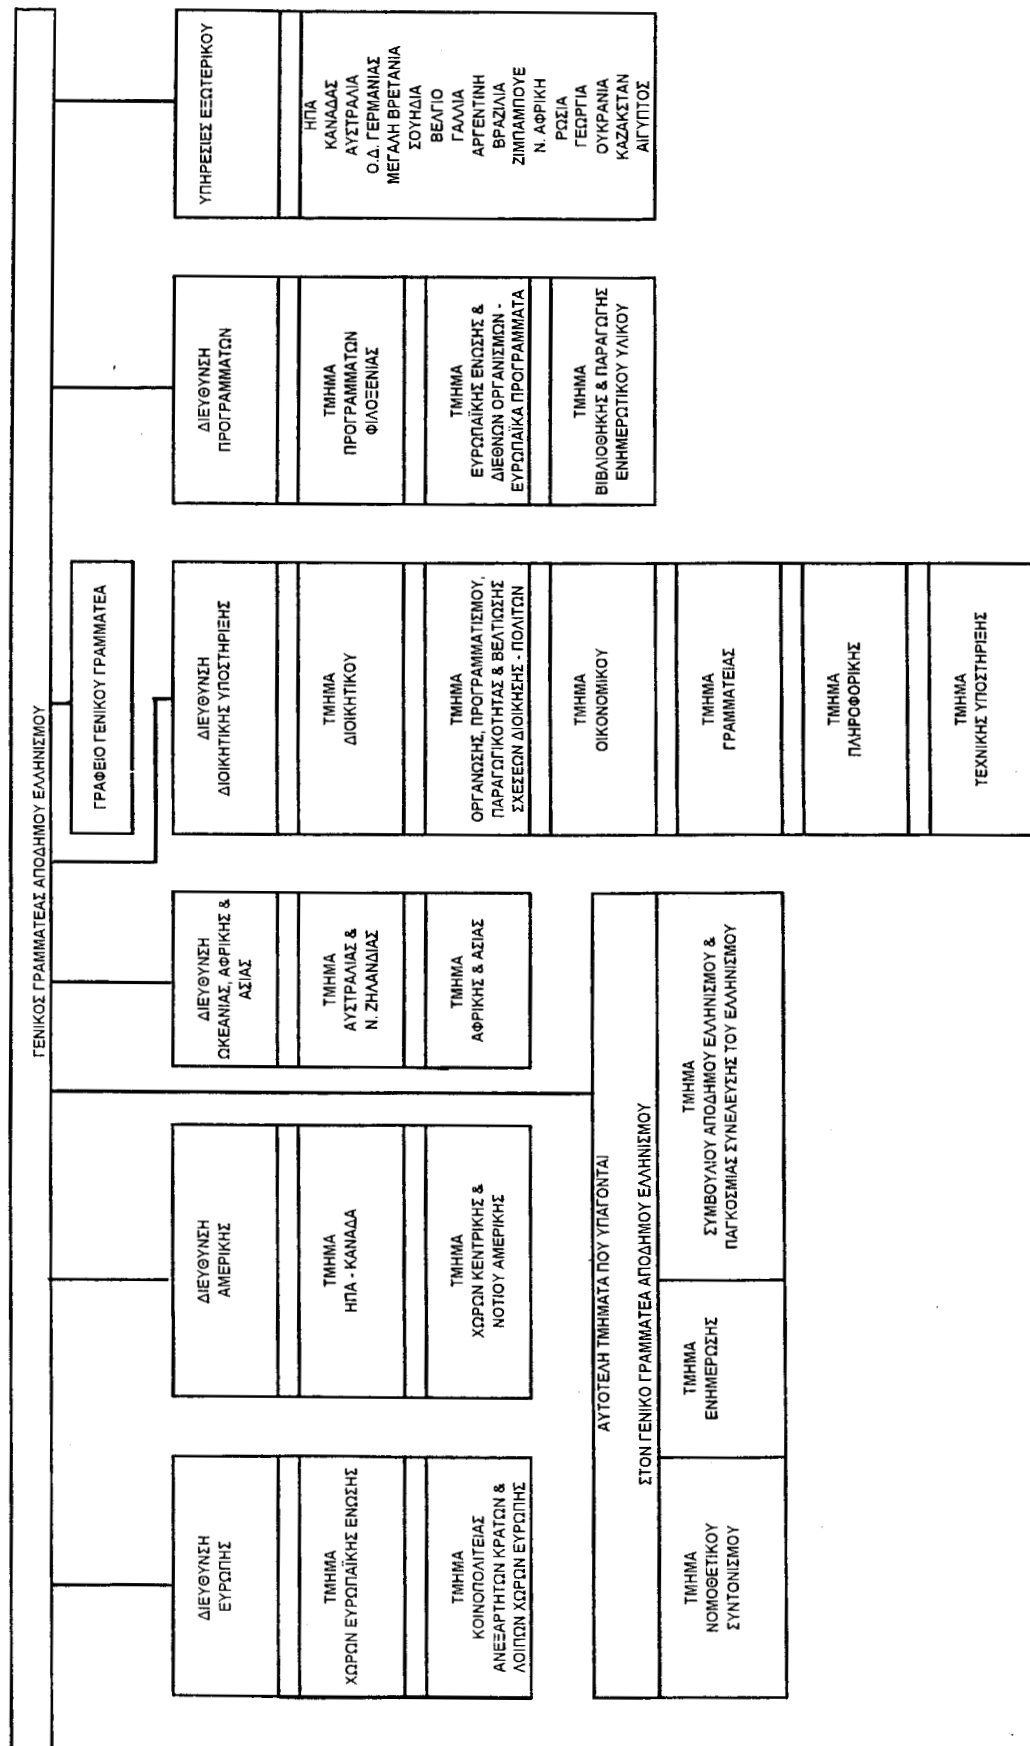 ΓΕΝΙΚΟΣ ΓΡΑΜΜΑΤΕΑΣ ΑΠΟΔΗΜΟΥ ΕΛΛΗΝΙΣΜΟΥ
ΓΡΑΦΕΙΟ ΓΕΝΙΚΟΥ ΓΡΑΜΜΑΤΕΑ
ΔΙΕΥΘΥΝΣΗ
ΕΥΡΩΠΗΣ
ΤΜΗΜΑ
ΧΩΡΩΝ ΕΥΡΩΠΑΪΚΗΣ ΕΝΩΣΗΣ
ΤΜΗΜΑ
ΚΟΙΝΟΠΟΛΙΤΕΙΑΣ
ΑΝΕΞΑΡΤΗΤΩΝ ΚΡΑΤΩΝ &
ΛΟΙΠΩΝ ΧΩΡΩΝ ΕΥΡΩΠΗΣ
ΔΙΕΥΘΥΝΣΗ
ΑΜΕΡΙΚΗΣ
ΤΜΗΜΑ
ΗΠΑ - ΚΑΝΑΔΑ
ΤΜΗΜΑ
ΧΩΡΩΝ ΚΕΝΤΡΙΚΗΣ &
ΝΟΤΙΟΥ ΑΜΕΡΙΚΗΣ
ΔΙΕΥΘΥΝΣΗ
ΩΚΕΑΝΙΑΣ, ΑΦΡΙΚΗΣ &
ΑΣΙΑΣ
ΤΜΗΜΑ
ΑΥΣΤΡΑΛΙΑΣ &
Ν. ΖΗΛΑΝΔΙΑΣ
ΤΜΗΜΑ
ΑΦΡΙΚΗΣ & ΑΣΙΑΣ
ΔΙΕΥΘΥΝΣΗ
ΔΙΟΙΚΗΤΙΚΗΣ ΥΠΟΣΤΗΡΙΞΗΣ
ΤΜΗΜΑ
ΔΙΟΙΚΗΤΙΚΟΥ
ΤΜΗΜΑ
ΟΡΓΑΝΩΣΗΣ, ΠΡΟΓΡΑΜΜΑΤΙΣΜΟΥ,
ΠΑΡΑΓΩΓΙΚΟΤΗΤΑΣ & ΒΕΛΤΙΩΣΗΣ
ΣΧΕΣΕΩΝ ΔΙΟΙΚΗΣΗΣ - ΠΟΛΙΤΩΝ
ΤΜΗΜΑ
ΟΙΚΟΝΟΜΙΚΟΥ
ΤΜΗΜΑ
ΓΡΑΜΜΑΤΕΙΑΣ
ΤΜΗΜΑ
ΠΛΗΡΟΦΟΡΙΚΗΣ
ΤΜΗΜΑ
ΤΕΧΝΙΚΗΣ ΥΠΟΣΤΗΡΙΞΗΣ
ΔΙΕΥΘΥΝΣΗ
ΠΡΟΓΡΑΜΜΑΤΩΝ
ΤΜΗΜΑ
ΠΡΟΓΡΑΜΜΑΤΩΝ
ΦΙΛΟΞΕΝΙΑΣ
ΤΜΗΜΑ
ΕΥΡΩΠΑΪΚΗΣ ΕΝΩΣΗΣ &
ΔΙΕΘΝΩΝ ΟΡΓΑΝΙΣΜΩΝ -
ΕΥΡΩΠΑΪΚΑ ΠΡΟΓΡΑΜΜΑΤΑ
ΤΜΗΜΑ
ΒΙΒΛΙΟΘΗΚΗΣ & ΠΑΡΑΓΩΓΗΣ
ΕΝΗΜΕΡΩΤΙΚΟΥ ΥΛΙΚΟΥ
ΥΠΗΡΕΣΙΕΣ ΕΞΩΤΕΡΙΚΟΥ
ΗΠΑ
ΚΑΝΑΔΑΣ
ΑΥΣΤΡΑΛΙΑ
Ο.Δ. ΓΕΡΜΑΝΙΑΣ
ΜΕΓΑΛΗ ΒΡΕΤΑΝΙΑ
ΣΟΥΗΔΙΑ
ΒΕΛΓΙΟ
ΓΑΛΛΙΑ
ΑΡΓΕΝΤΙΝΗ
ΒΡΑΖΙΛΙΑ
ΖΙΜΠΑΜΠΟΥΕ
Ν. ΑΦΡΙΚΗ
ΡΩΣΙΑ
ΓΕΩΡΓΙΑ
ΟΥΚΡΑΝΙΑ
ΚΑΖΑΚΣΤΑΝ
ΑΙΓΥΠΤΟΣ
ΑΥΤΟΤΕΛΗ ΤΜΗΜΑΤΑ ΠΟΥ ΥΠΑΓΟΝΤΑΙ
ΣΤΟΝ ΓΕΝΙΚΟ ΓΡΑΜΜΑΤΕΑ ΑΠΟΔΗΜΟΥ ΕΛΛΗΝΙΣΜΟΥ
ΤΜΗΜΑ
ΝΟΜΟΘΕΤΙΚΟΥ
ΣΥΝΤΟΝΙΣΜΟΥ
ΤΜΗΜΑ
ΕΝΗΜΕΡΩΣΗΣ
ΤΜΗΜΑ
ΣΥΜΒΟΥΛΙΟΥ ΑΠΟΔΗΜΟΥ ΕΛΛΗΝΙΣΜΟΥ &
ΠΑΓΚΟΣΜΙΑΣ ΣΥΝΕΛΕΥΣΗΣ ΤΟΥ ΕΛΛΗΝΙΣΜΟΥ